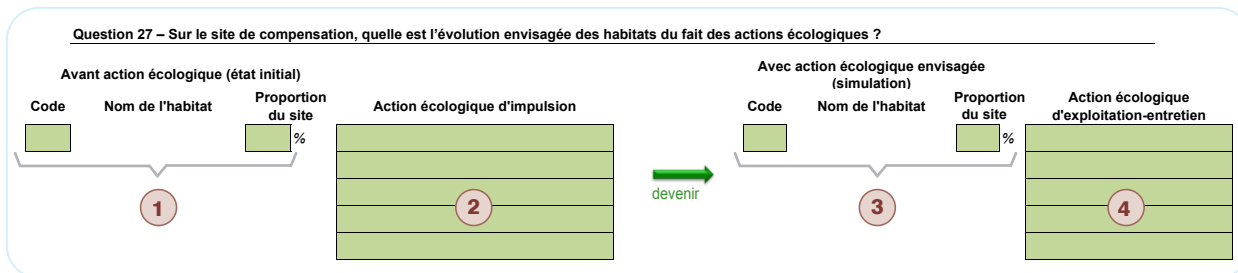 Question 27 – Sur le site de compensation, quelle est l'évolution envisagée des habitats du fait des actions écologiques ?
Avant action écologique (état initial)
Code
Nom de l'habitat
Proportion
du site
%
Action écologique d'impulsion
devenir
Avec action écologique envisagée
(simulation)
Code
Nom de l'habitat
Proportion
du site
%
Action écologique
d'exploitation-entretien
1
2
3
4